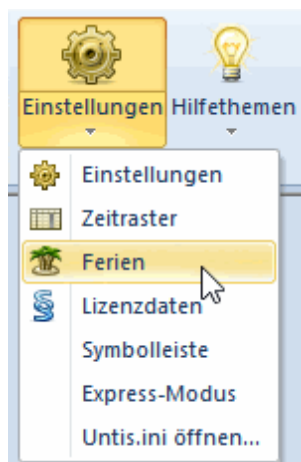 Einstellungen Hilfethemen
Einstellungen
Zeitraster
Ferien
Lizenzdaten
Symbolleiste
Express-Modus
Untis.ini öffnen...